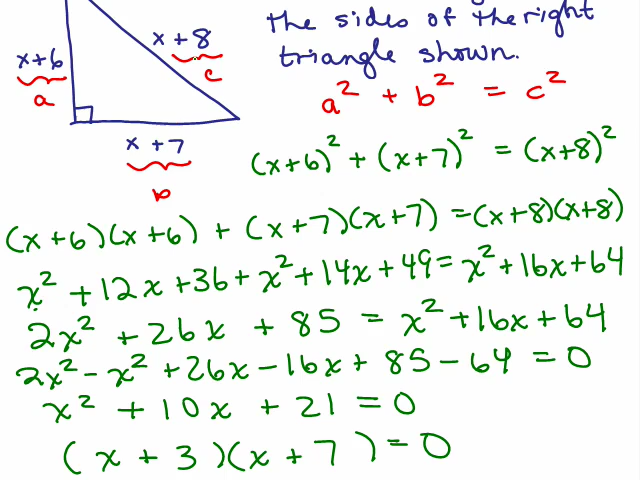 the sides of the right
triangle shown.
x+6
a
x+8
c
x+7
b
a² + b² = c²
(x+6)² + (x+7)² = (x+8)²
(x+6)(x+6) + (x+7)(x+7) = (x+8)(x+8)
x² + 12x + 36 + x² + 14x + 49 = x² + 16x + 64
2x² + 26x + 85 = x² + 16x + 64
2x² - x² + 26x - 16x + 85 - 64 = 0
x² + 10x + 21 = 0
(x + 3)(x + 7) = 0